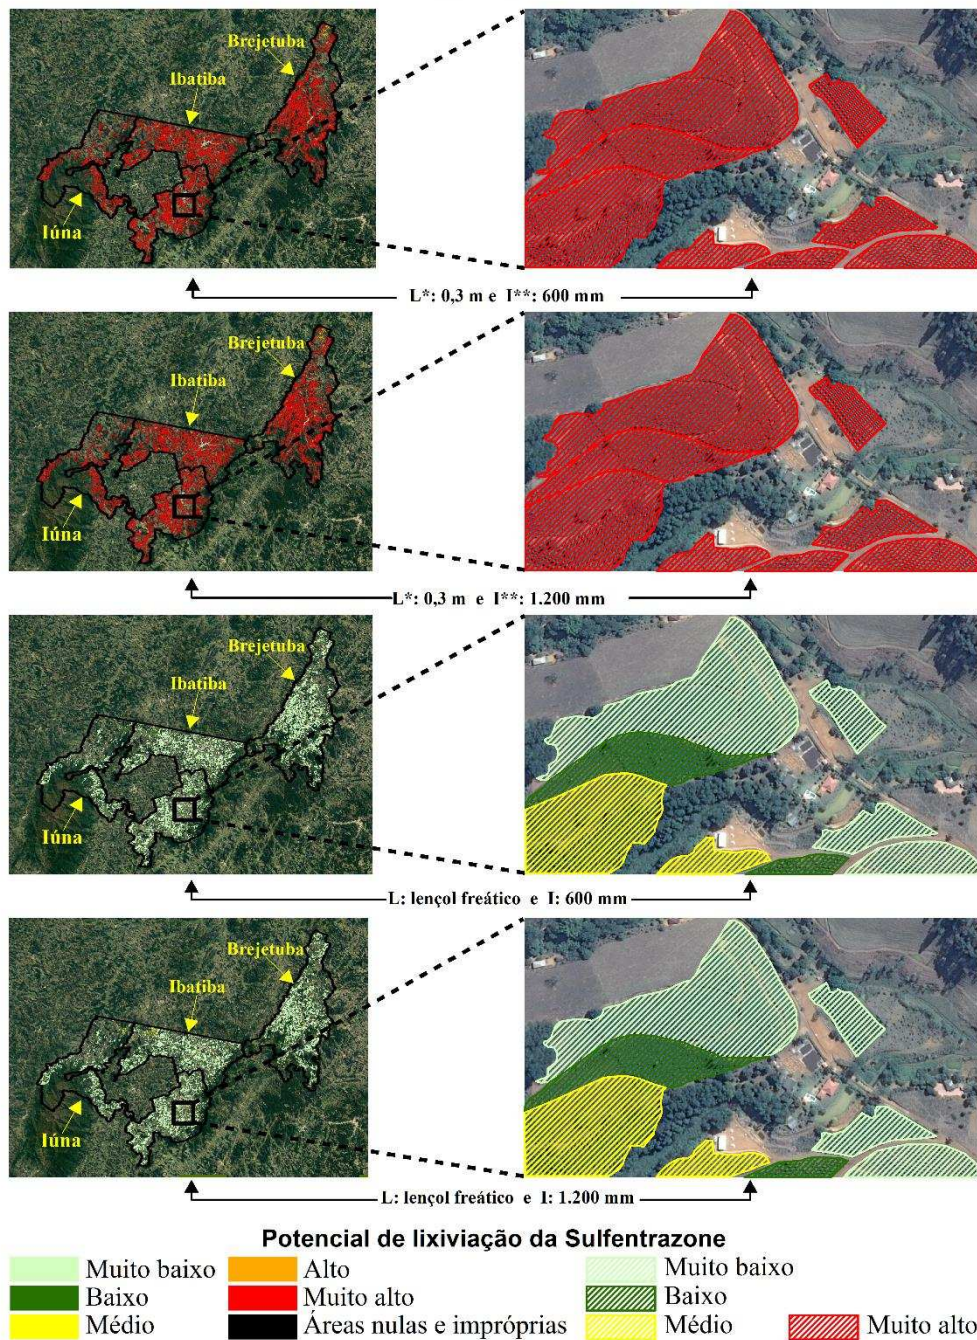 Brejetuba
Ibatiba
Iúna
L*: 0,3 m e I**: 600 mm
Brejetuba
Ibatiba
Iúna
L*: 0,3 m e I**: 1.200 mm
Brejetuba
Ibatiba
Iúna
L: lençol freático e I: 600 mm
Brejetuba
Ibatiba
Iúna
L: lençol freático e I: 1.200 mm
Potencial de lixiviação da Sulfentrazone
Muito baixo Alto Muito baixo
Baixo Muito alto Baixo
Médio Áreas nulas e impróprias Médio Muito alto